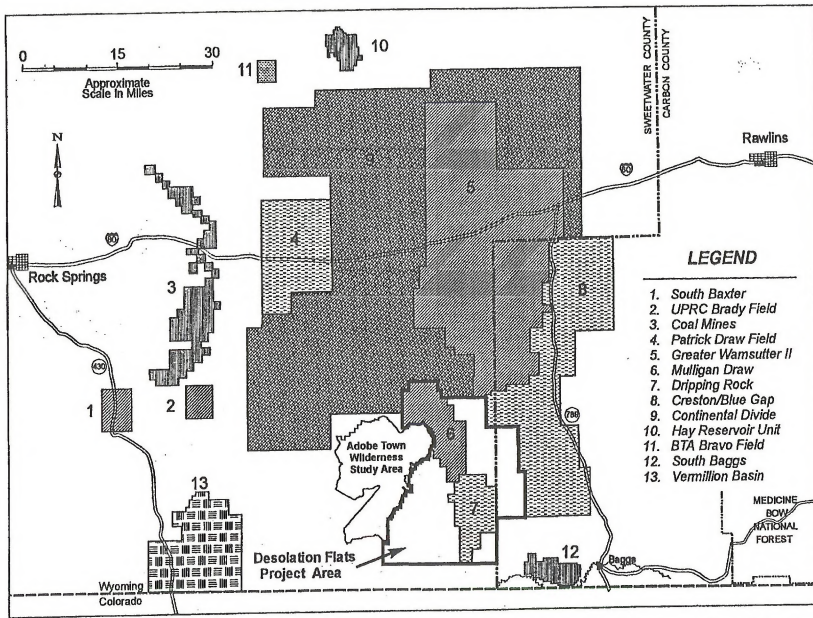 0 15 30
Approximate
Scale In Miles
N
10
11
SWEETWATER COUNTY
CARBON COUNTY
Rawlins
80
9
5
4
80
Rock Springs
3
8
LEGEND
1. South Baxter
2. UPRC Brady Field
3. Coal Mines
4. Patrick Draw Field
5. Greater Wamsutter II
6. Mulligan Draw
7. Dripping Rock
8. Creston/Blue Gap
9. Continental Divide
10. Hay Reservoir Unit
11. BTA Bravo Field
12. South Baggs
13. Vermillion Basin
430
1
2
789
6
Adobe Town
Wilderness
Study Area
7
13
Desolation Flats
Project Area
12
Baggs
MEDICINE
BOW
NATIONAL
FOREST
Wyoming
Colorado